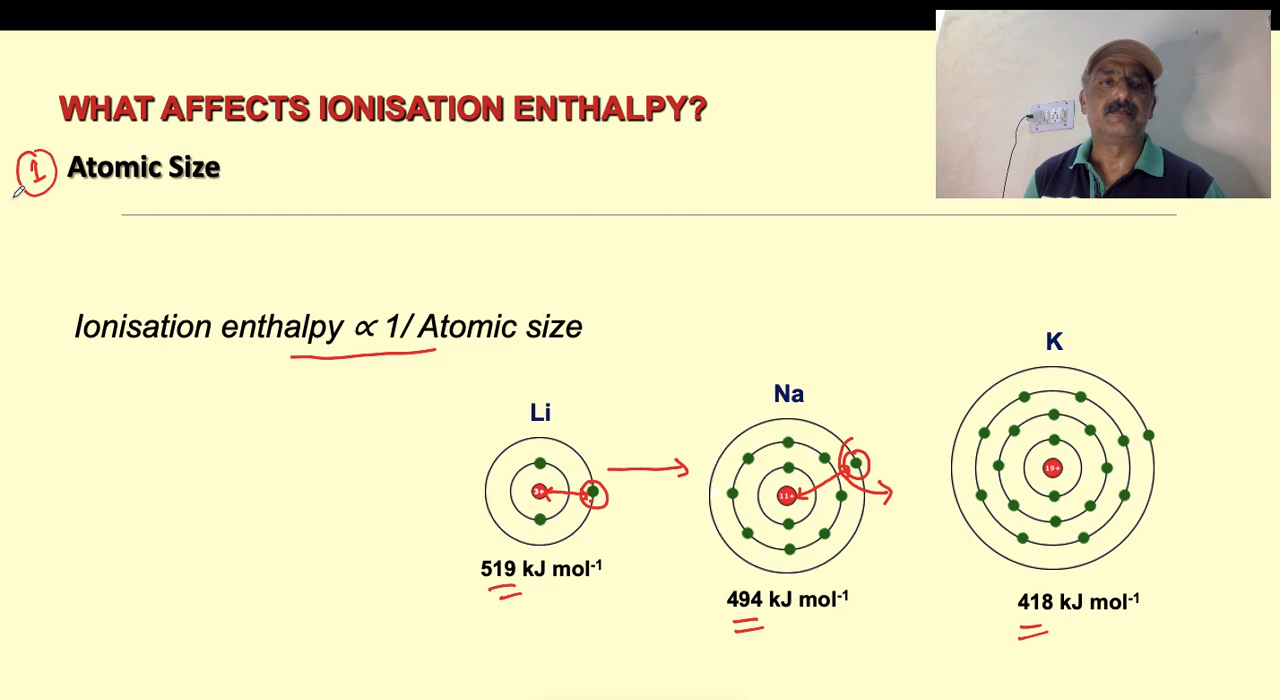 WHAT AFFECTS IONISATION ENTHALPY?
1 Atomic Size
Ionisation enthalpy ∝ 1/ Atomic size
Li
Na
K
3+
11+
19+
519 kJ mol⁻¹
494 kJ mol⁻¹
418 kJ mol⁻¹